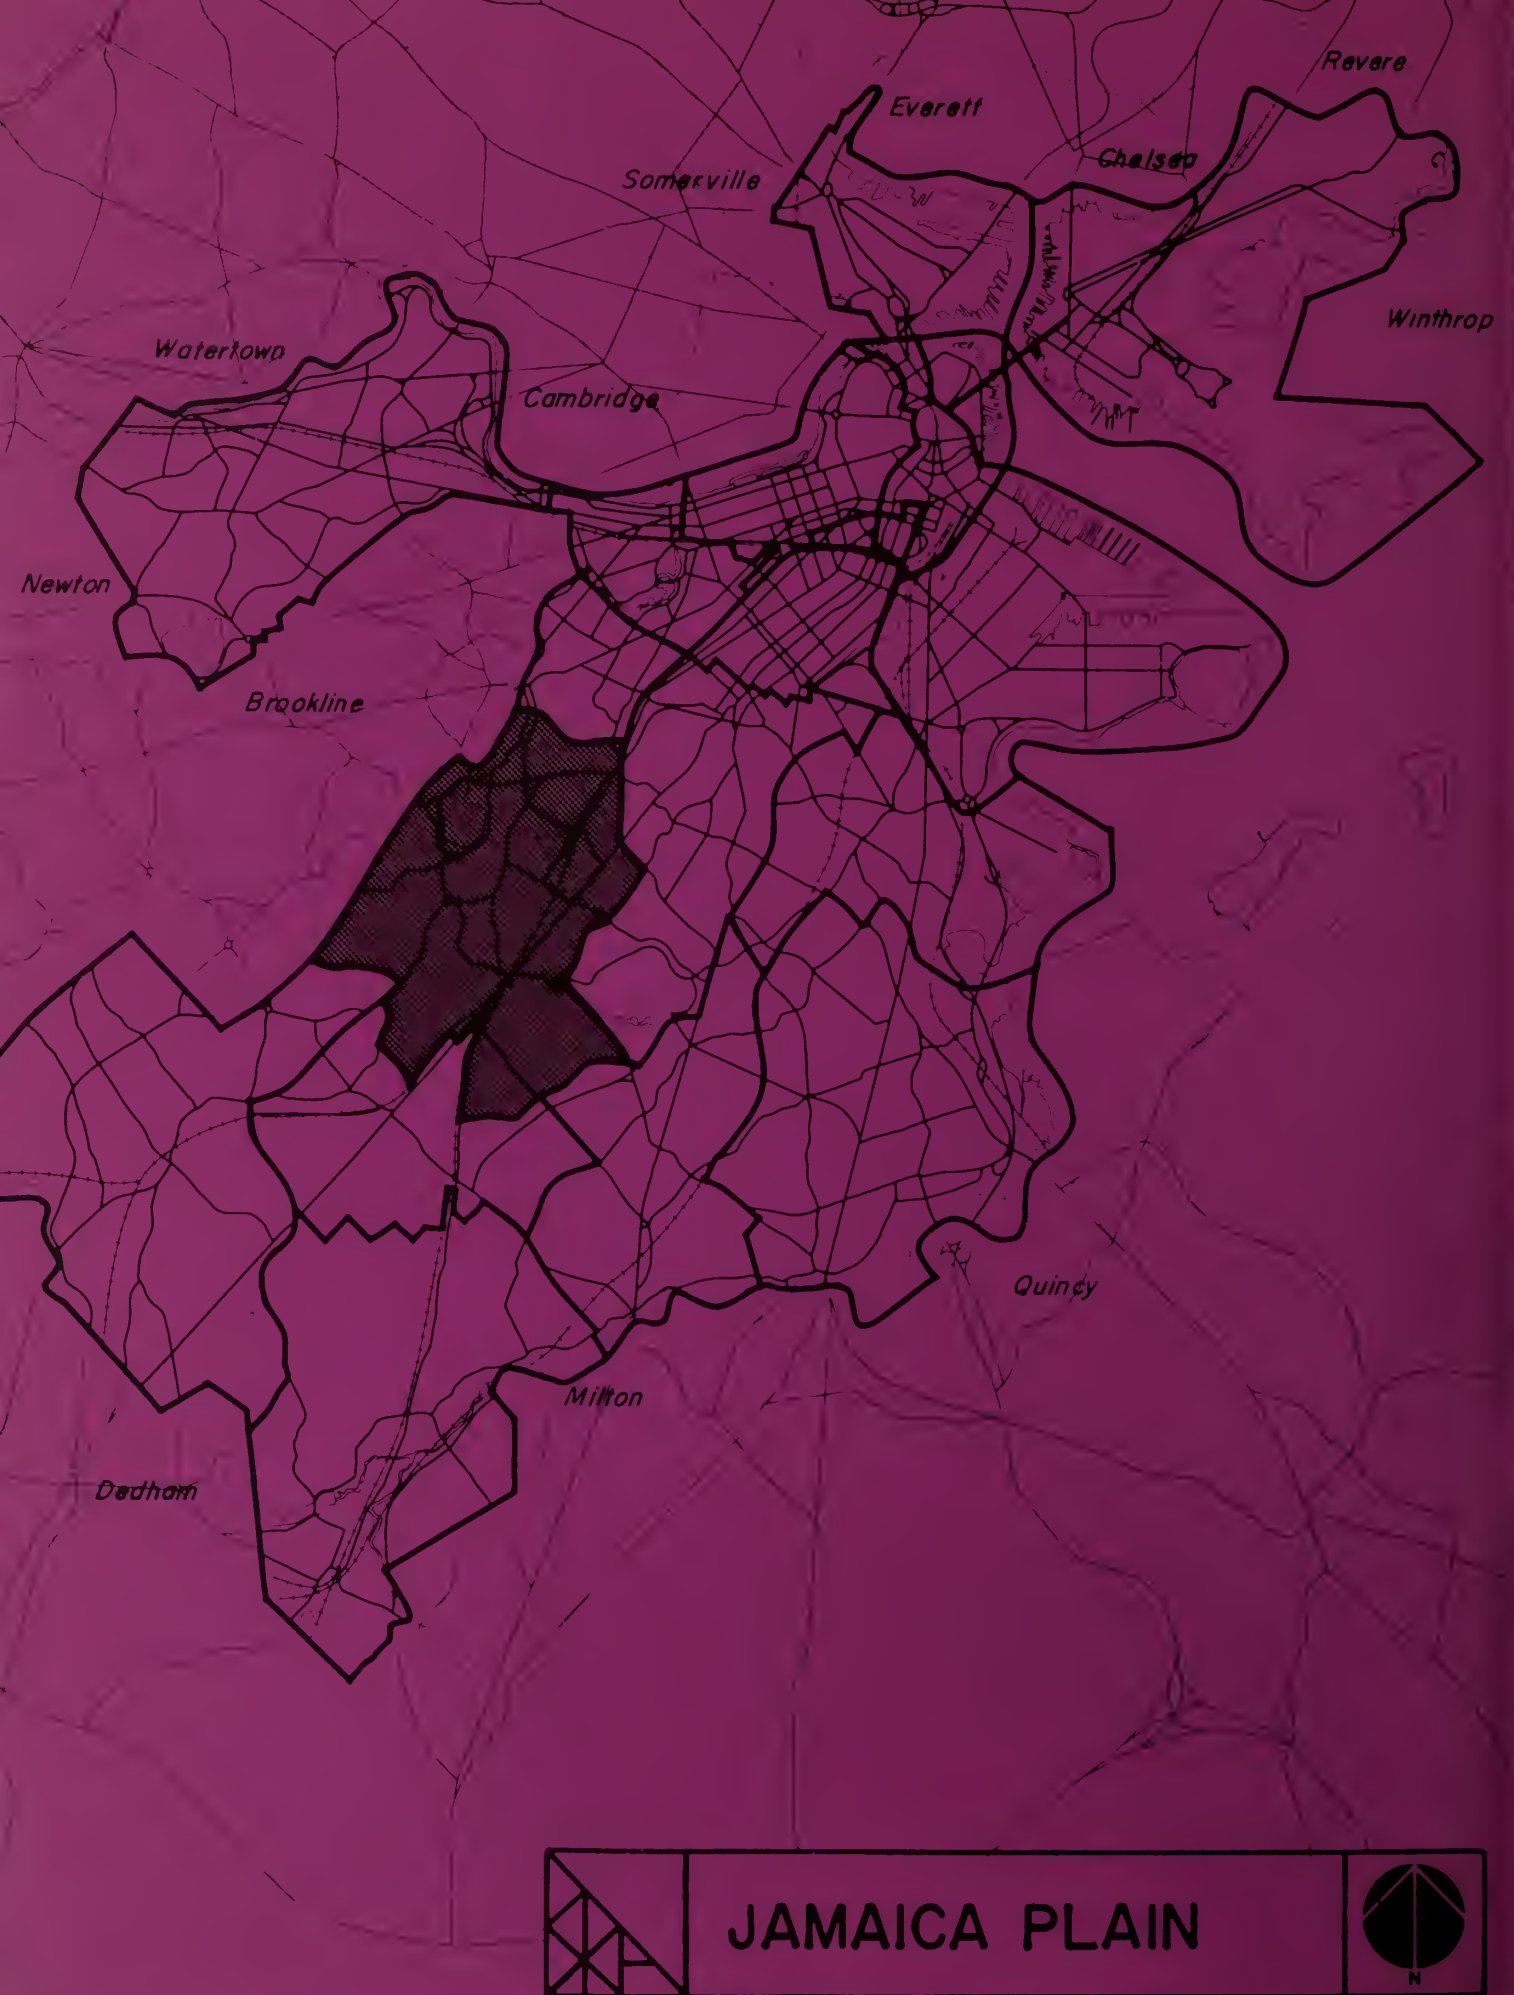 Revere
Everett
Chelsea
Somerville
Winthrop
Watertown
Cambridge
Newton
Brookline
Quincy
Milton
Dedham
JAMAICA PLAIN
N